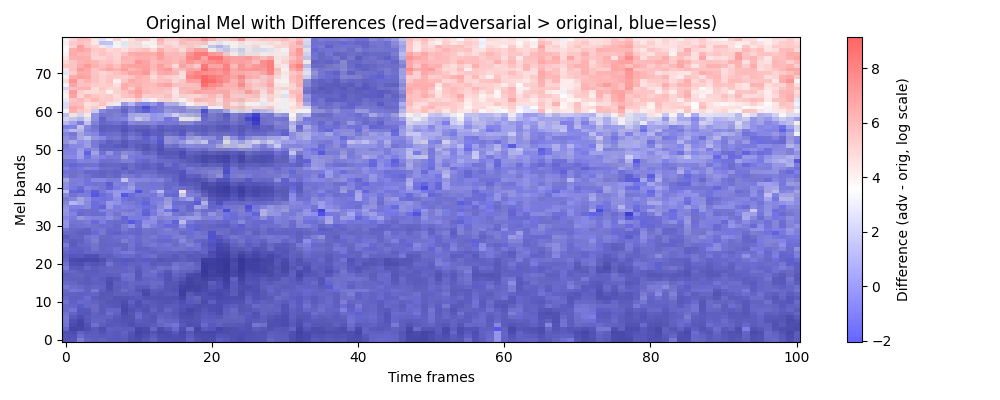 Original Mel with Differences (red=adversarial > original, blue=less)
Mel bands
70
60
50
40
30
20
10
0
0 20 40 60 80 100
Time frames
8
6
4
2
0
−2
Difference (adv - orig, log scale)